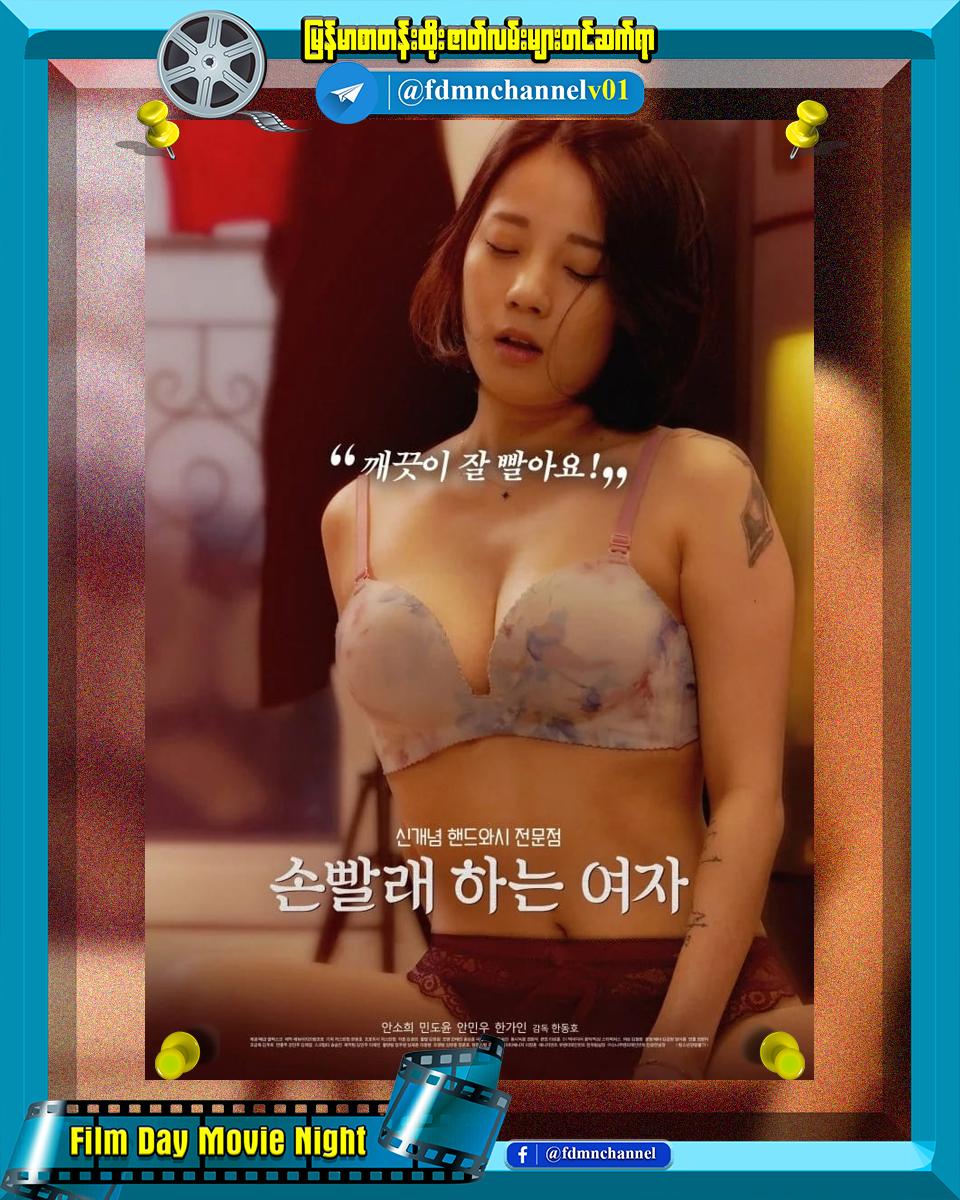 မြန်မာစာတန်းထိုးဇာတ်လမ်းများတင်ဆက်ရာ
@fdmnchannelv01
“깨끗이 잘 빨아요!”
신개념 핸드와시 전문점
손빨래 하는 여자
안소희 민도윤 안민우 한가인 감독 한동호
Film Day Movie Night
@fdmnchannel